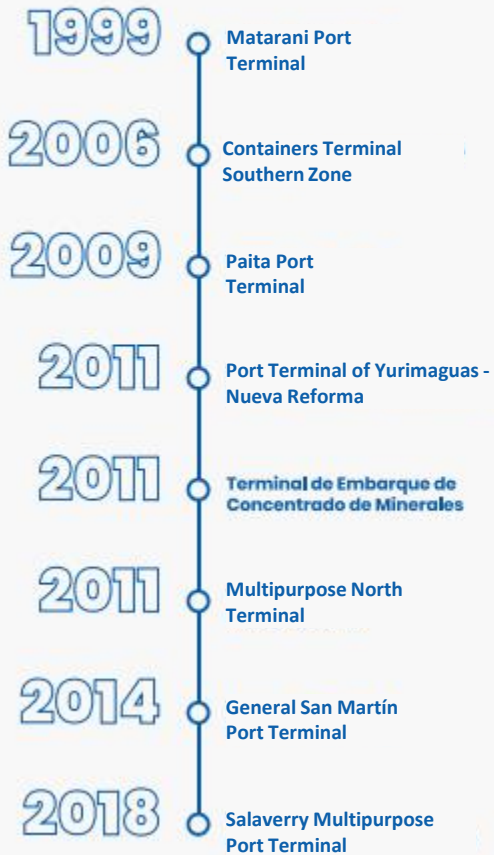 1999
Matarani Port
Terminal
2006
Containers Terminal
Southern Zone
2009
Paita Port
Terminal
2011
Port Terminal of Yurimaguas -
Nueva Reforma
2011
Terminal de Embarque de
Concentrado de Minerales
2011
Multipurpose North
Terminal
2014
General San Martín
Port Terminal
2018
Salaverry Multipurpose
Port Terminal